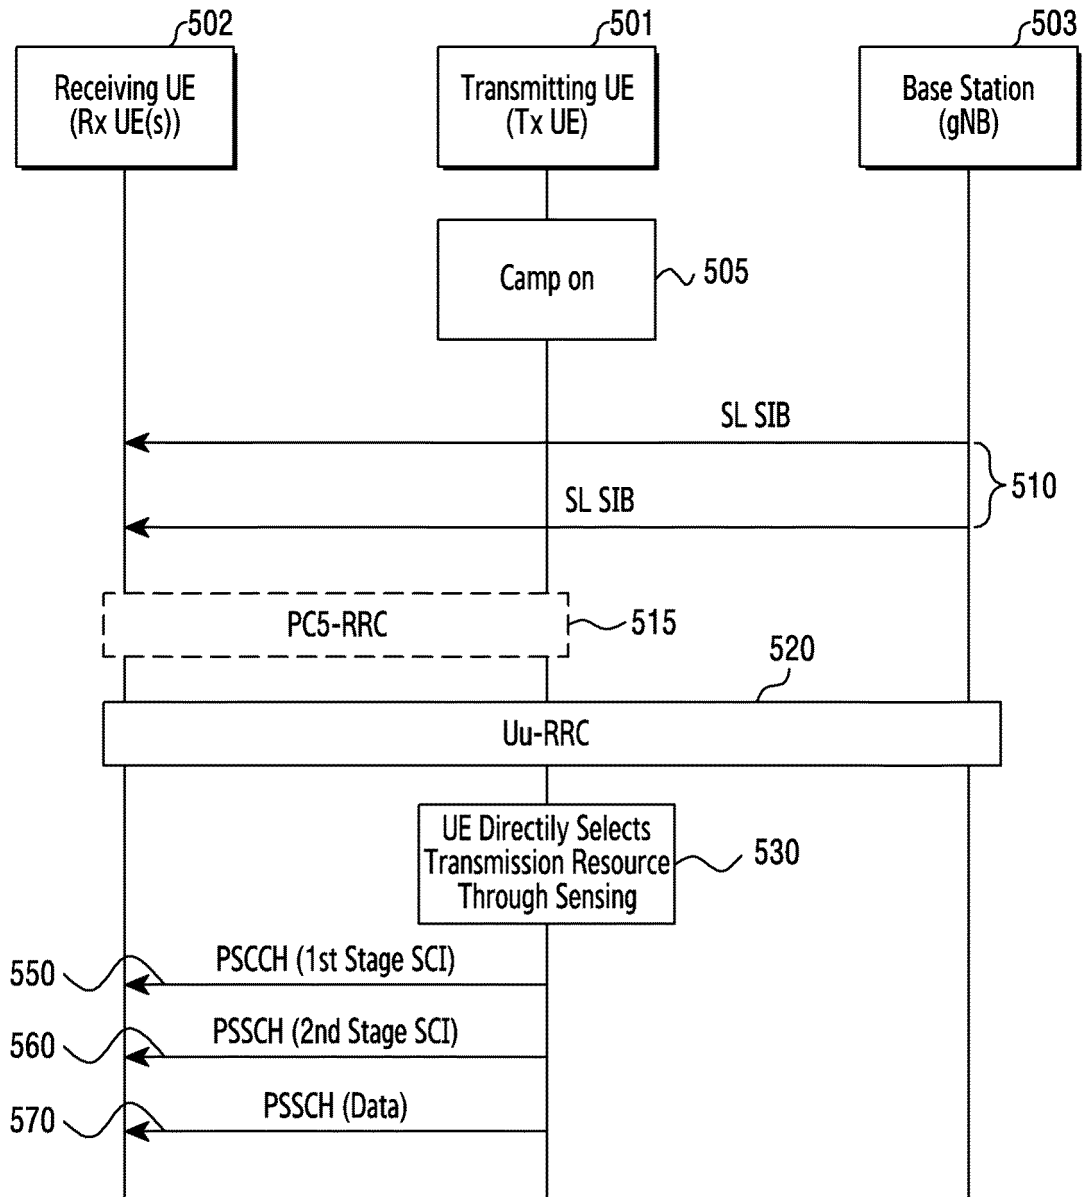 502
501
503
Receiving UE
(Rx UE(s))
Transmitting UE
(Tx UE)
Base Station
(gNB)
Camp on
505
SL SIB
510
SL SIB
PC5-RRC
515
520
Uu-RRC
UE Directily Selects
Transmission Resource
Through Sensing
530
550
PSCCH (1st Stage SCI)
560
PSSCH (2nd Stage SCI)
570
PSSCH (Data)